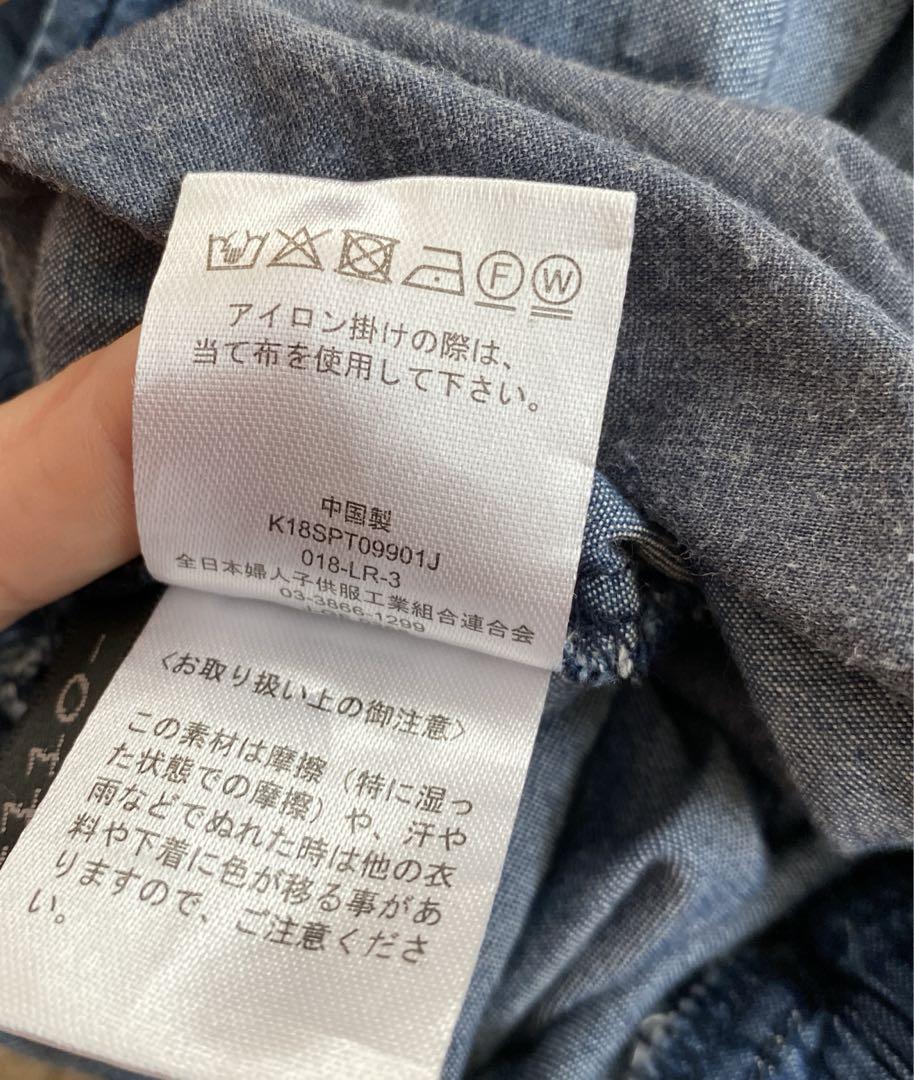 F W
アイロン掛けの際は、
当て布を使用して下さい。
中国製
K18SPT09901J
018-LR-3
全日本婦人子供服工業組合連合会
03-3866-1299
〈お取り扱い上の御注意〉
この素材は摩擦（特に湿っ
た状態での摩擦）や、汗や
雨などでぬれた時は他の衣
料や下着に色が移る事があ
りますので、ご注意くださ
い。